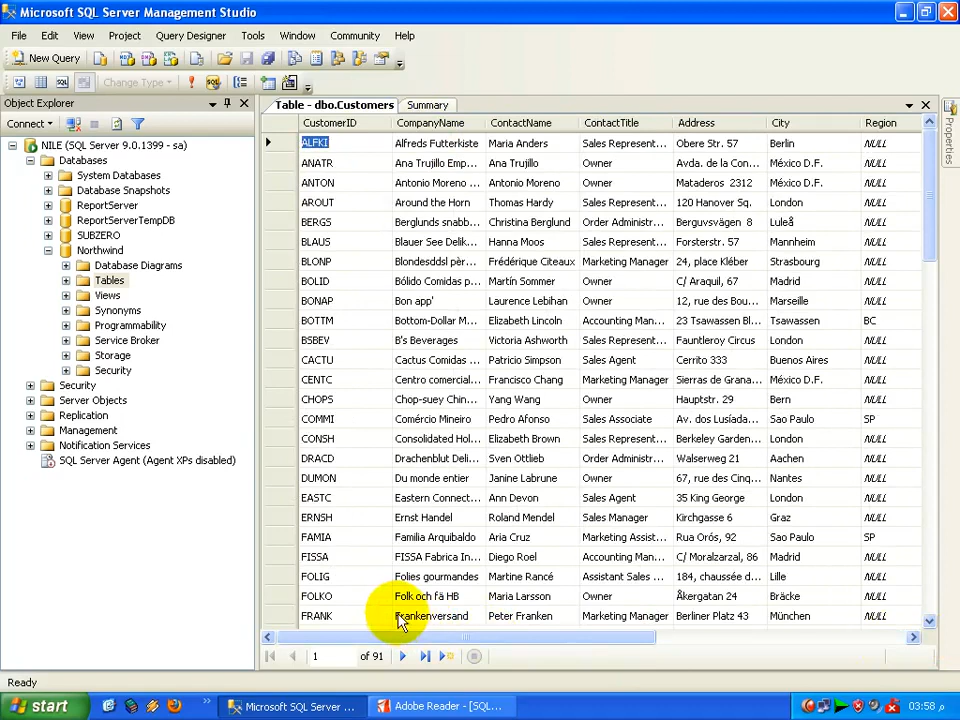 Microsoft SQL Server Management Studio
File Edit View Project Query Designer Tools Window Community Help
New Query
Change Type
Object Explorer
Connect
NILE (SQL Server 9.0.1399 - sa)
Databases
System Databases
Database Snapshots
ReportServer
ReportServerTempDB
SUBZERO
Northwind
Database Diagrams
Tables
Views
Synonyms
Programmability
Service Broker
Storage
Security
Security
Server Objects
Replication
Management
Notification Services
SQL Server Agent (Agent XPs disabled)
Table - dbo.Customers Summary
CustomerID CompanyName ContactName ContactTitle Address City Region
ALFKI Alfreds Futterkiste Maria Anders Sales Represent... Obere Str. 57 Berlin NULL
ANATR Ana Trujillo Emp... Ana Trujillo Owner Avda. de la Con... México D.F. NULL
ANTON Antonio Moreno ... Antonio Moreno Owner Mataderos 2312 México D.F. NULL
AROUT Around the Horn Thomas Hardy Sales Represent... 120 Hanover Sq. London NULL
BERGS Berglunds snabb... Christina Berglund Order Administr... Berguvsvägen 8 Luleå NULL
BLAUS Blauer See Delik... Hanna Moos Sales Represent... Forsterstr. 57 Mannheim NULL
BLONP Blondesddsl pèr... Frédérique Citeaux Marketing Manager 24, place Kléber Strasbourg NULL
BOLID Bólido Comidas p... Martín Sommer Owner C/ Araquil, 67 Madrid NULL
BONAP Bon app' Laurence Lebihan Owner 12, rue des Bou... Marseille NULL
BOTTM Bottom-Dollar M... Elizabeth Lincoln Accounting Man... 23 Tsawassen Bl... Tsawassen BC
BSBEV B's Beverages Victoria Ashworth Sales Represent... Fauntleroy Circus London NULL
CACTU Cactus Comidas ... Patricio Simpson Sales Agent Cerrito 333 Buenos Aires NULL
CENTC Centro comercial... Francisco Chang Marketing Manager Sierras de Grana... México D.F. NULL
CHOPS Chop-suey Chin... Yang Wang Owner Hauptstr. 29 Bern NULL
COMMI Comércio Mineiro Pedro Afonso Sales Associate Av. dos Lusíada... Sao Paulo SP
CONSH Consolidated Hol... Elizabeth Brown Sales Represent... Berkeley Garden... London NULL
DRACD Drachenblut Deli... Sven Ottlieb Order Administr... Walserweg 21 Aachen NULL
DUMON Du monde entier Janine Labrune Owner 67, rue des Cinq... Nantes NULL
EASTC Eastern Connect... Ann Devon Sales Agent 35 King George London NULL
ERNSH Ernst Handel Roland Mendel Sales Manager Kirchgasse 6 Graz NULL
FAMIA Familia Arquibaldo Aria Cruz Marketing Assist... Rua Orós, 92 Sao Paulo SP
FISSA FISSA Fabrica In... Diego Roel Accounting Man... C/ Moralzarzal, 86 Madrid NULL
FOLIG Folies gourmandes Martine Rancé Assistant Sales ... 184, chaussée d... Lille NULL
FOLKO Folk och fä HB Maria Larsson Owner Åkergatan 24 Bräcke NULL
FRANK Frankenversand Peter Franken Marketing Manager Berliner Platz 43 München NULL
1 of 91
Properties
Ready
start Microsoft SQL Server ... Adobe Reader - [SQL... 03:58 م